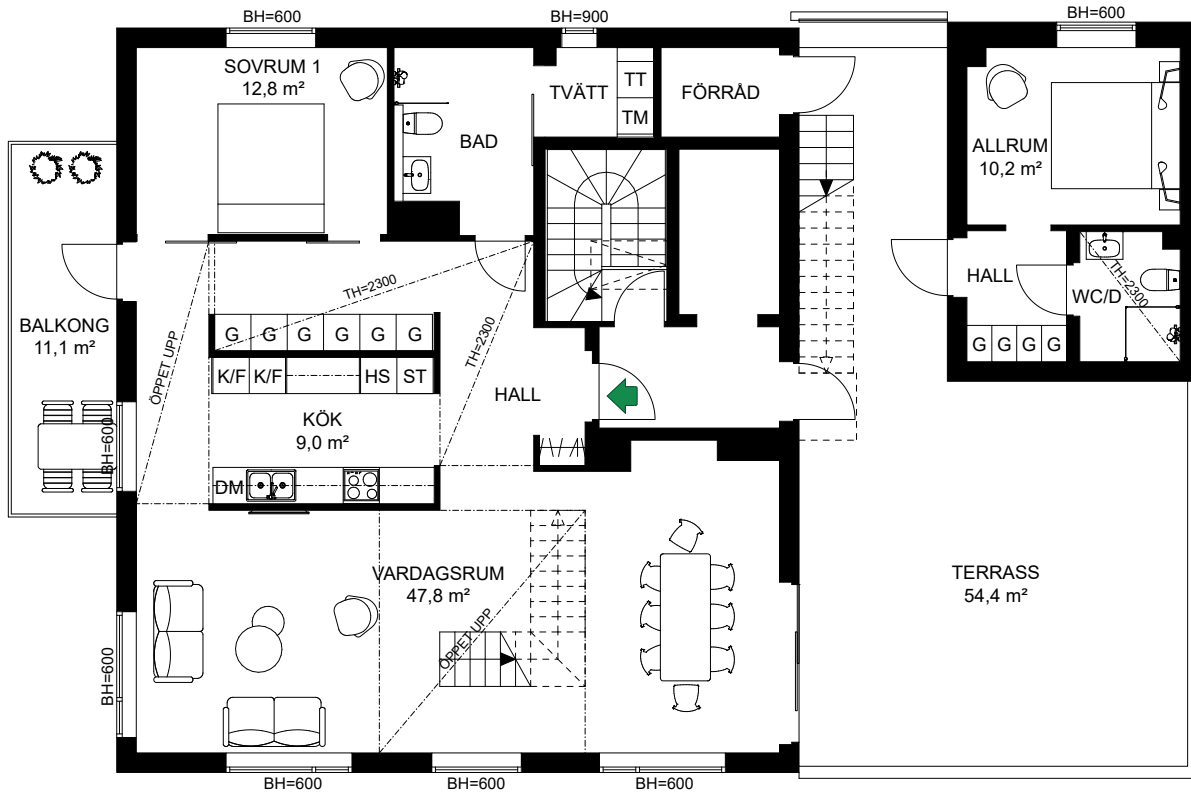 BH=600
BH=900
BH=600
SOVRUM 1
12,8 m²
TVÄTT
TT
TM
FÖRRÅD
BAD
ALLRUM
10,2 m²
HALL
WC/D
TH=2300
G G G G
BALKONG
11,1 m²
ÖPPET UPP
TH=2300
TH=2300
G G G G G G
K/F K/F HS ST
KÖK
9,0 m²
HALL
BH=600
DM
VARDAGSRUM
47,8 m²
ÖPPET UPP
TERRASS
54,4 m²
BH=600
BH=600
BH=600
BH=600